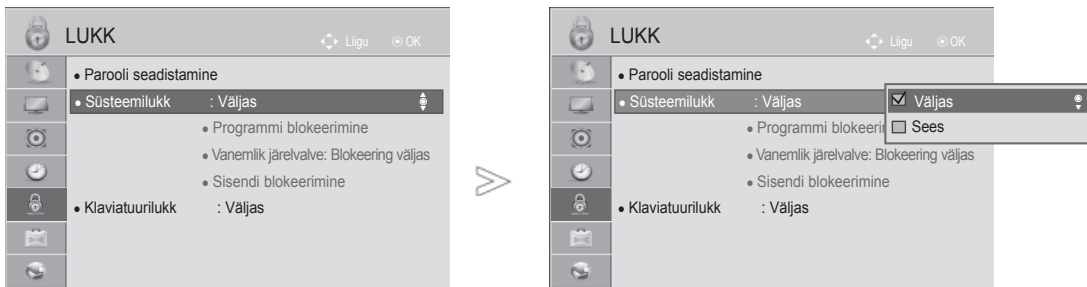 LUKK
Liigu OK
• Parooli seadistamine
• Süsteemilukk : Väljas
• Programmi blokeerimine
• Vanemlik järelvalve: Blokeering väljas
• Sisendi blokeerimine
• Klaviatuurilukk : Väljas
LUKK
Liigu OK
• Parooli seadistamine
• Süsteemilukk : Väljas
Väljas
• Programmi blokeeri
Sees
• Vanemlik järelvalve: Blokeering väljas
• Sisendi blokeerimine
• Klaviatuurilukk : Väljas